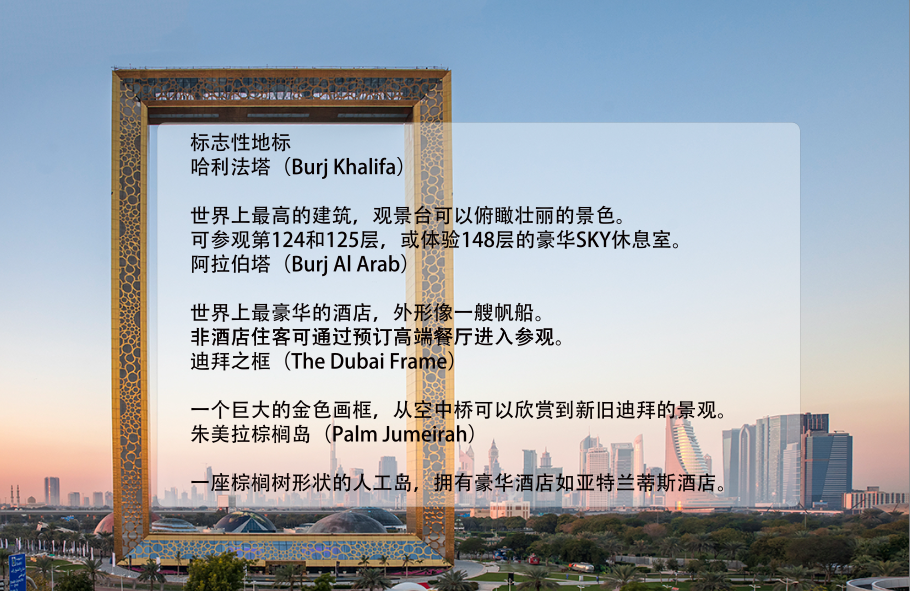 标志性地标
哈利法塔（Burj Khalifa）
世界上最高的建筑，观景台可以俯瞰壮丽的景色。
可参观第124和125层，或体验148层的豪华SKY休息室。
阿拉伯塔（Burj Al Arab）
世界上最豪华的酒店，外形像一艘帆船。
非酒店住客可通过预订高端餐厅进入参观。
迪拜之框（The Dubai Frame）
一个巨大的金色画框，从空中桥可以欣赏到新旧迪拜的景观。
朱美拉棕榈岛（Palm Jumeirah）
一座棕榈树形状的人工岛，拥有豪华酒店如亚特兰蒂斯酒店。